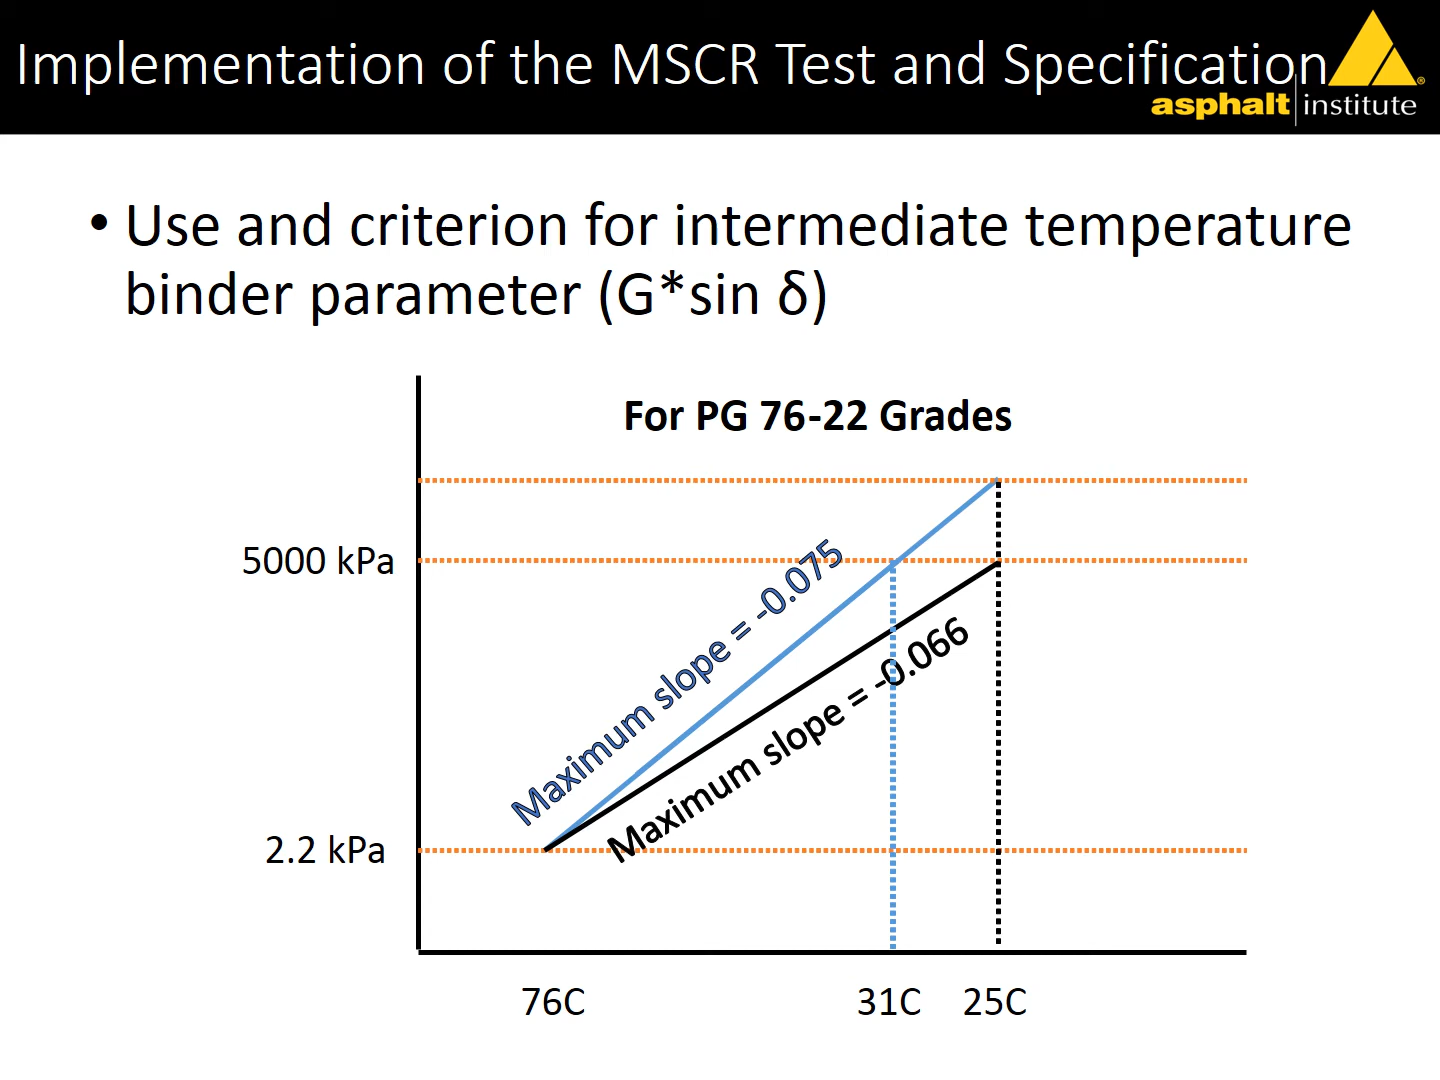 Implementation of the MSCR Test and Specification
asphalt institute®
• Use and criterion for intermediate temperature
binder parameter (G*sin δ)
For PG 76-22 Grades
5000 kPa
Maximum slope = -0.075
Maximum slope = -0.066
2.2 kPa
76C 31C 25C